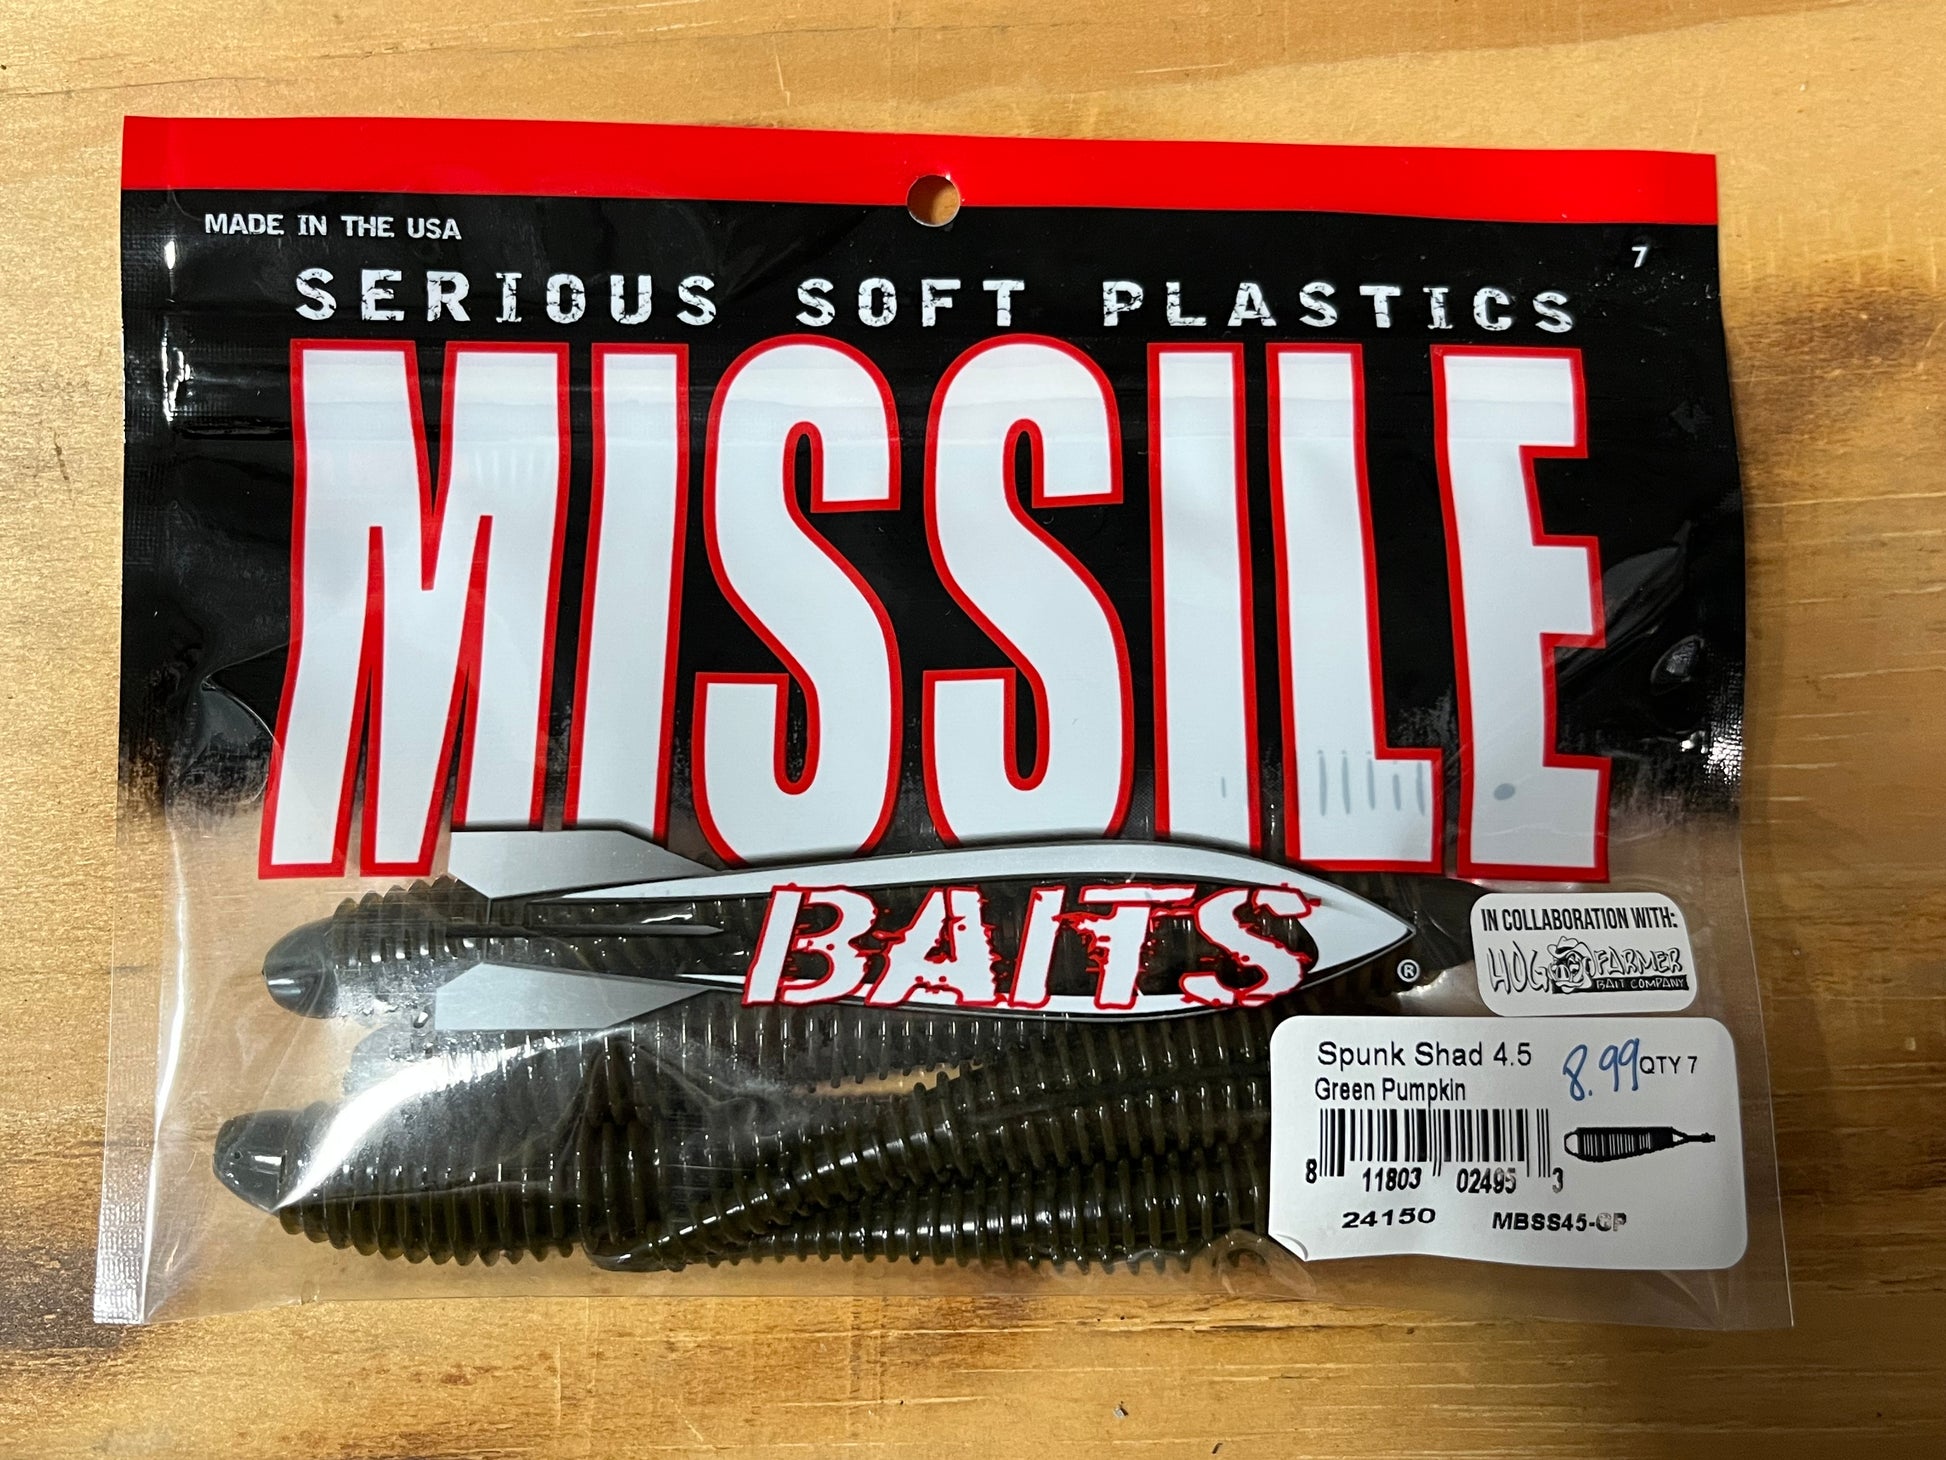 MADE IN THE USA
7
SERIOUS SOFT PLASTICS
MISSILE
BAITS
®
IN COLLABORATION WITH:
HOG FARMER
BAIT COMPANY
Spunk Shad 4.5
8.99
QTY 7
Green Pumpkin
8 11803 02495 3
24150 MBSS45-GP